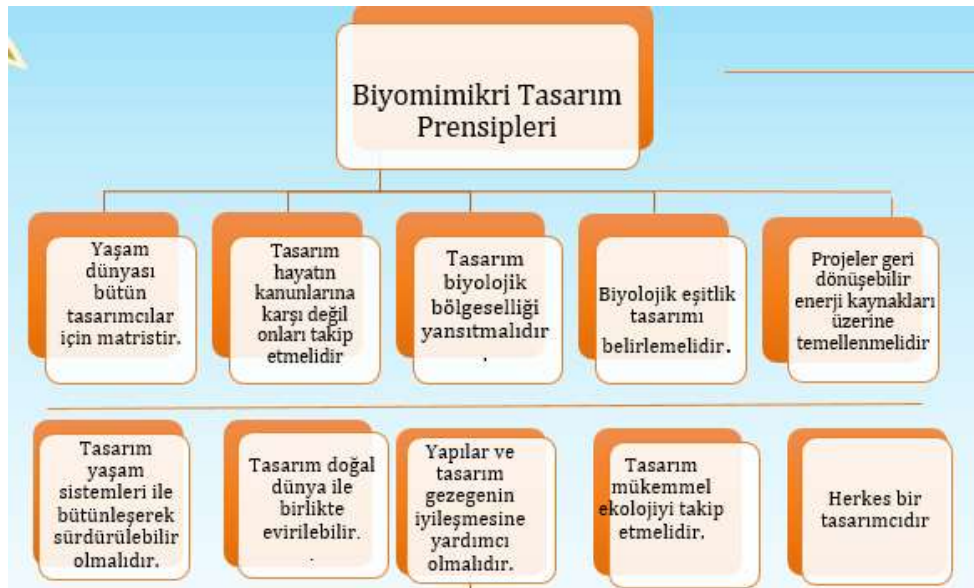 Biyomimikri Tasarım
Prensipleri
Yaşam
dünyası
bütün
tasarımcılar
için matristir.
Tasarım
hayatın
kanunlarına
karşı değil
onları takip
etmelidir
Tasarım
biyolojik
bölgeselliği
yansıtmalıdır
.
Biyolojik eşitlik
tasarımı
belirlemelidir.
Projeler geri
dönüşebilir
enerji kaynakları
üzerine
temellenmelidir
Tasarım
yaşam
sistemleri ile
bütünleşerek
sürdürülebilir
olmalıdır.
Tasarım doğal
dünya ile
birlikte
evirilebilir.
.
Yapılar ve
tasarım
gezegenin
iyileşmesine
yardımcı
olmalıdır.
Tasarım
mükemmel
ekolojiyi takip
etmelidir.
Herkes bir
tasarımcıdır